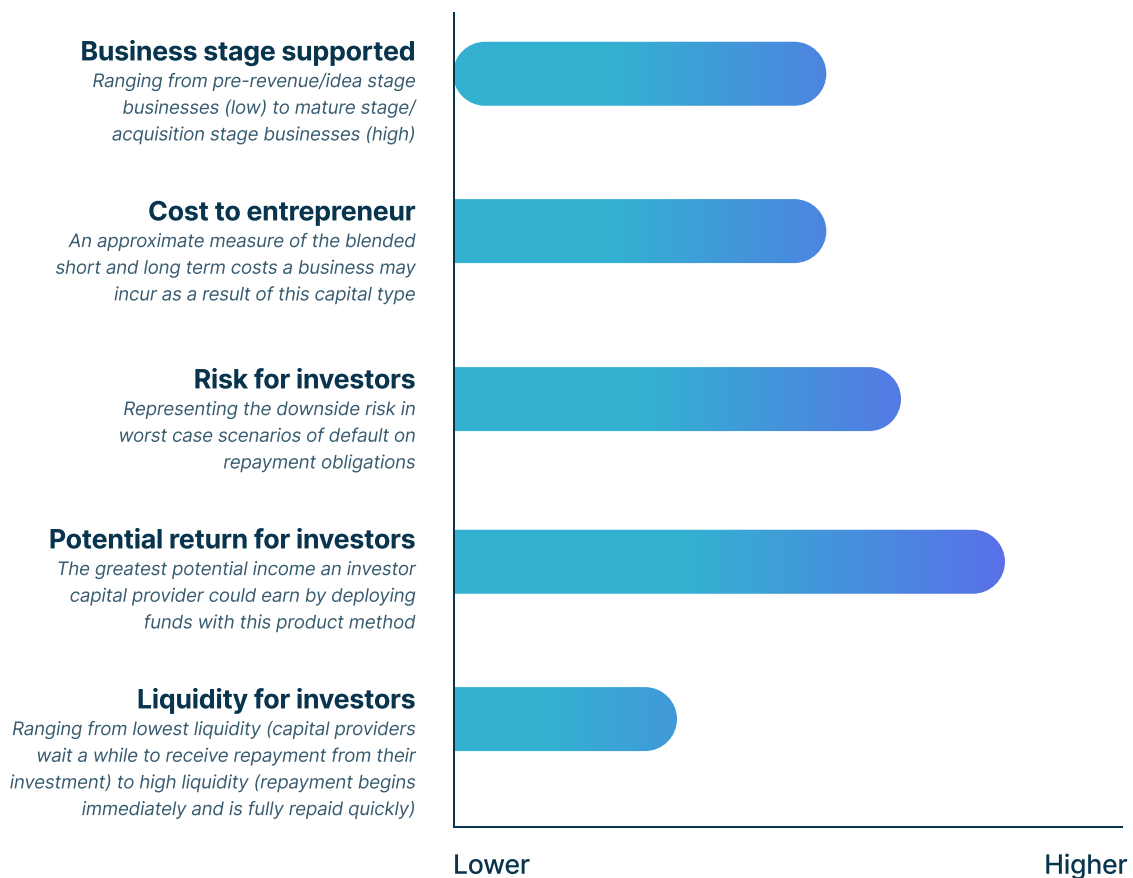 Business stage supported
Ranging from pre-revenue/idea stage
businesses (low) to mature stage/
acquisition stage businesses (high)
Cost to entrepreneur
An approximate measure of the blended
short and long term costs a business may
incur as a result of this capital type
Risk for investors
Representing the downside risk in
worst case scenarios of default on
repayment obligations
Potential return for investors
The greatest potential income an investor
capital provider could earn by deploying
funds with this product method
Liquidity for investors
Ranging from lowest liquidity (capital providers
wait a while to receive repayment from their
investment) to high liquidity (repayment begins
immediately and is fully repaid quickly)
Lower
Higher